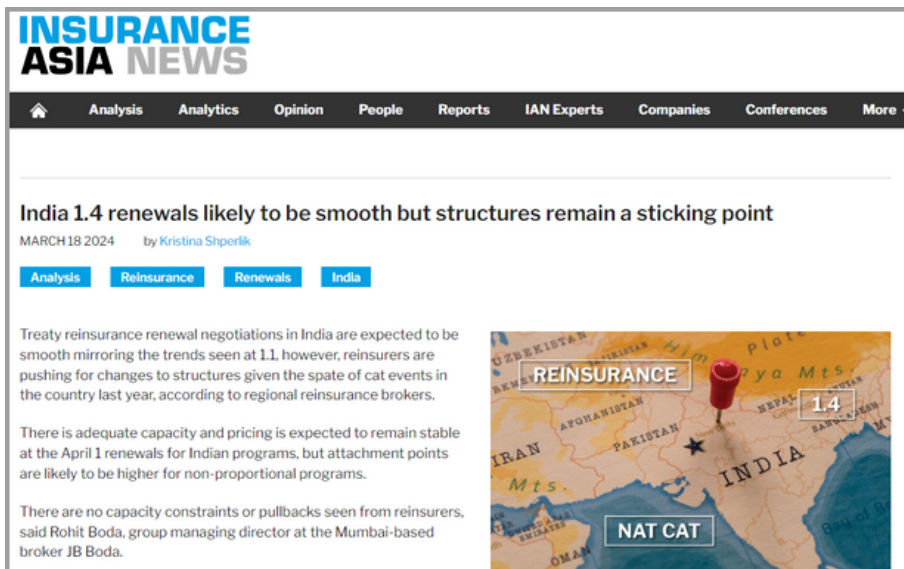 INSURANCE
ASIA NEWS
Analysis Analytics Opinion People Reports IAN Experts Companies Conferences More
India 1.4 renewals likely to be smooth but structures remain a sticking point
MARCH 18 2024 by Kristina Shperlik
Analysis Reinsurance Renewals India
Treaty reinsurance renewal negotiations in India are expected to be
smooth mirroring the trends seen at 1.1, however, reinsurers are
pushing for changes to structures given the spate of cat events in
the country last year, according to regional reinsurance brokers.
There is adequate capacity and pricing is expected to remain stable
at the April 1 renewals for Indian programs, but attachment points
are likely to be higher for non-proportional programs.
There are no capacity constraints or pullbacks seen from reinsurers,
said Rohit Boda, group managing director at the Mumbai-based
broker JB Boda.
UZBEKISTAN
Plate
REINSURANCE
ya Mts.
1.4
NEPAL
AFGHANISTAN
PAKISTAN
IRAN
INDIA
Mts.
NAT CAT
OMAN